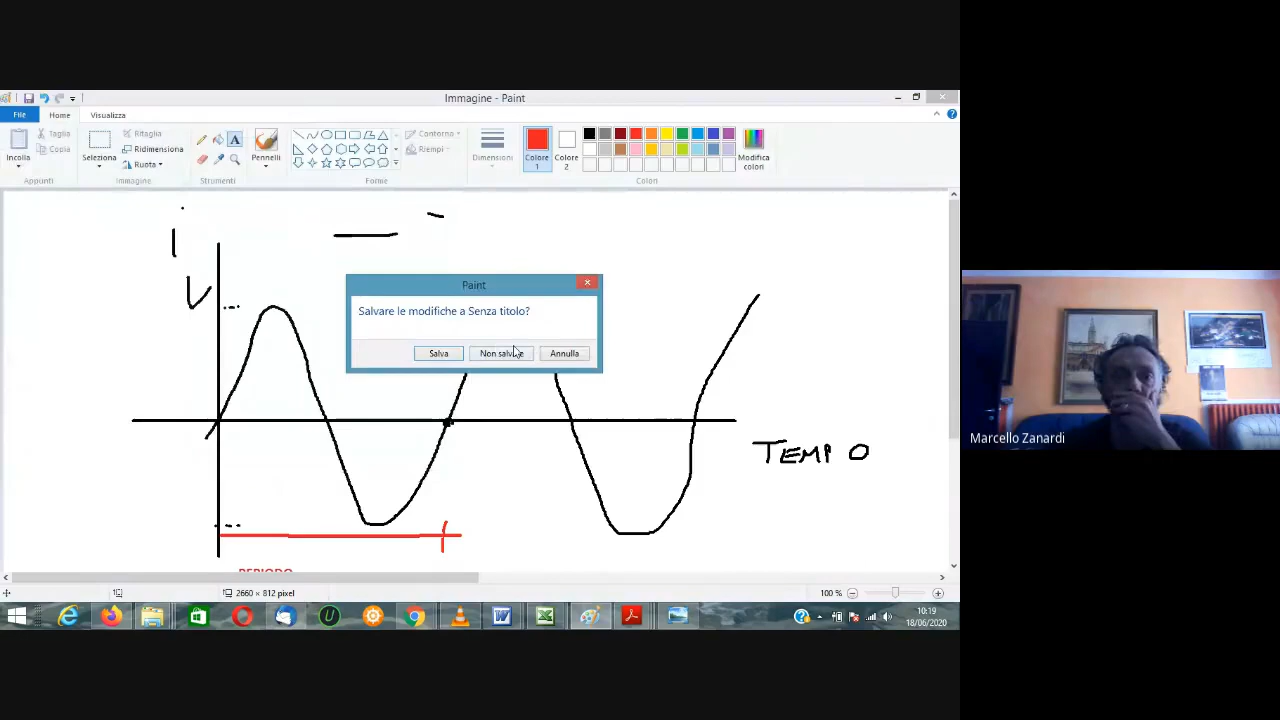 Immagine - Paint
File Home Visualizza
Incolla
Taglia
Copia
Appunti
Seleziona
Ritaglia
Ridimensiona
Ruota
Immagine
A
Strumenti
Pennelli
Contorno
Riempi
Forme
Dimensioni
Colore 1
Colore 2
Modifica colori
Colori
i
V
Paint
Salvare le modifiche a Senza titolo?
Salva Non salvare Annulla
TEMPO
PERIODO
2660 × 812 pixel
100 %
10:19
18/06/2020
Marcello Zanardi